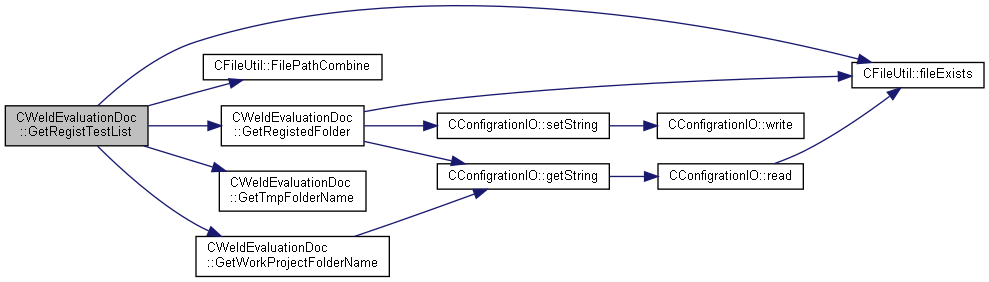 CWeldEvaluationDoc
::GetRegistTestList
CFileUtil::FilePathCombine
CWeldEvaluationDoc
::GetRegistedFolder
CWeldEvaluationDoc
::GetTmpFolderName
CWeldEvaluationDoc
::GetWorkProjectFolderName
CConfigrationIO::setString
CConfigrationIO::getString
CConfigrationIO::write
CConfigrationIO::read
CFileUtil::fileExists